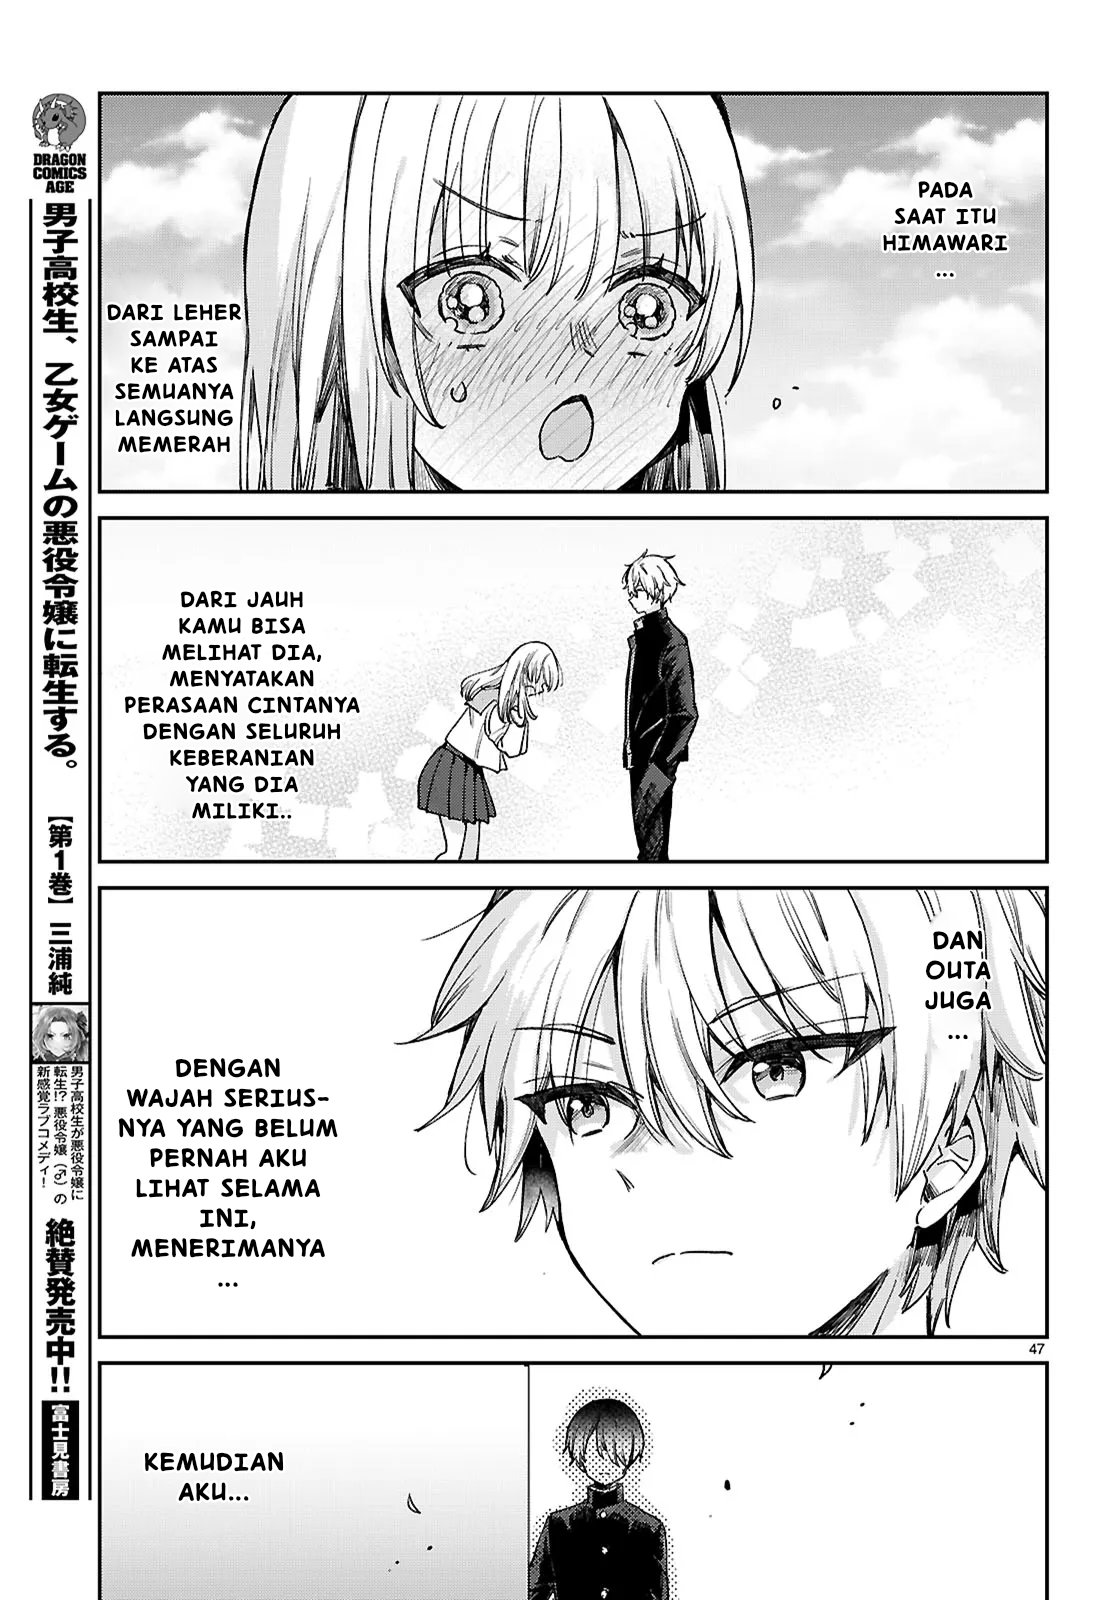 DRAGON
COMICS
AGE
男子高校生、乙女ゲームの悪役令嬢に転生する。
【第1巻】三浦純
男子高校生が悪役令嬢に
転生!? 悪役令嬢(♂)の
新感覚ラブコメディ!
絶賛発売中!!
富士見書房
PADA
SAAT ITU
HIMAWARI
...
DARI LEHER
SAMPAI
KE ATAS
SEMUANYA
LANGSUNG
MEMERAH
DARI JAUH
KAMU BISA
MELIHAT DIA,
MENYATAKAN
PERASAAN CINTANYA
DENGAN SELURUH
KEBERANIAN
YANG DIA
MILIKI..
DAN
OUTA
JUGA
...
DENGAN
WAJAH SERIUS-
NYA YANG BELUM
PERNAH AKU
LIHAT SELAMA
INI,
MENERIMANYA
...
47
KEMUDIAN
AKU...